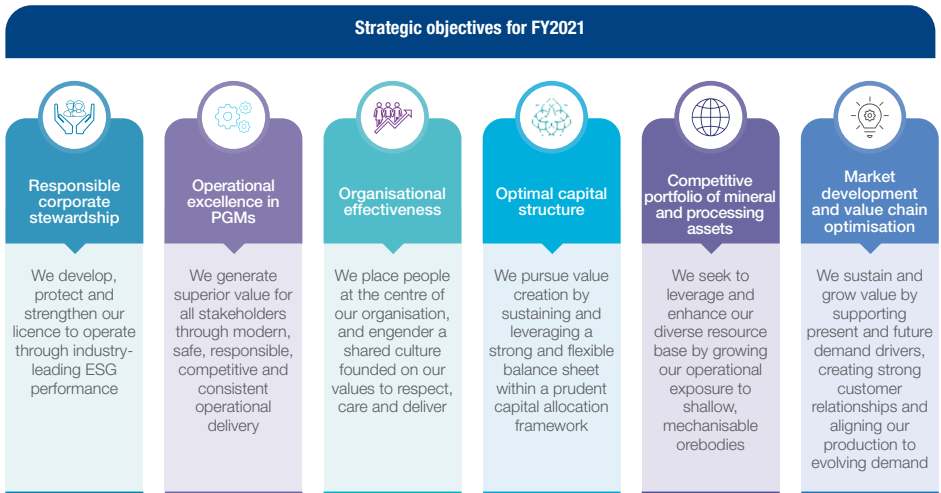 Strategic objectives for FY2021
Responsible
corporate
stewardship
We develop,
protect and
strengthen our
licence to operate
through industry-
leading ESG
performance
Operational
excellence in
PGMs
We generate
superior value for
all stakeholders
through modern,
safe, responsible,
competitive and
consistent
operational
delivery
Organisational
effectiveness
We place people
at the centre of
our organisation,
and engender a
shared culture
founded on our
values to respect,
care and deliver
Optimal capital
structure
We pursue value
creation by
sustaining and
leveraging a
strong and flexible
balance sheet
within a prudent
capital allocation
framework
Competitive
portfolio of mineral
and processing
assets
We seek to
leverage and
enhance our
diverse resource
base by growing
our operational
exposure to
shallow,
mechanisable
orebodies
Market
development
and value chain
optimisation
We sustain and
grow value by
supporting
present and future
demand drivers,
creating strong
customer
relationships and
aligning our
production to
evolving demand